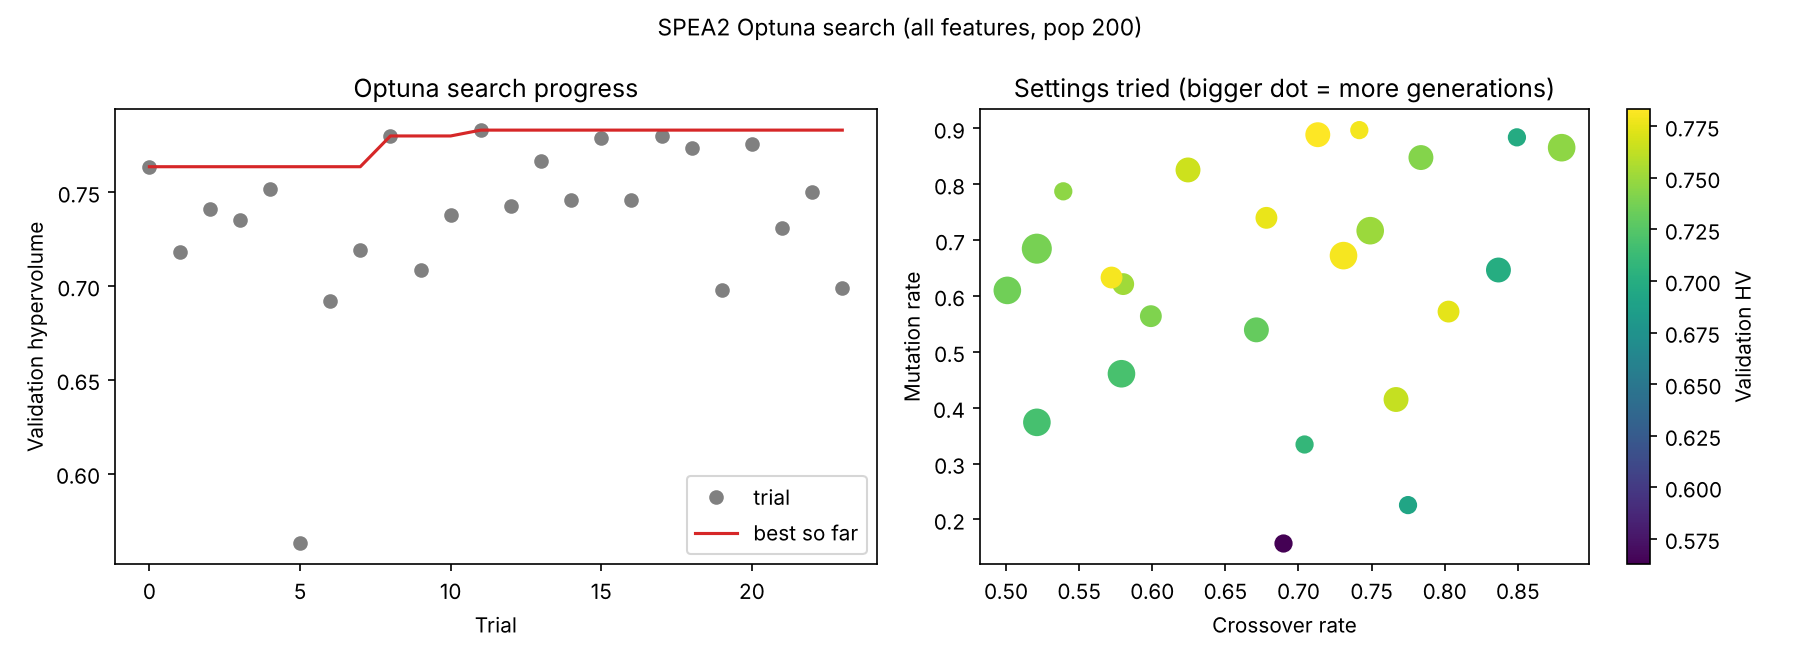 SPEA2 Optuna search (all features, pop 200)
Optuna search progress
Validation hypervolume
0.75
0.70
0.65
0.60
trial
best so far
0 5 10 15 20
Trial
Settings tried (bigger dot = more generations)
Mutation rate
0.9
0.8
0.7
0.6
0.5
0.4
0.3
0.2
0.50 0.55 0.60 0.65 0.70 0.75 0.80 0.85
Crossover rate
0.775
0.750
0.725
0.700
0.675
0.650
0.625
0.600
0.575
Validation HV